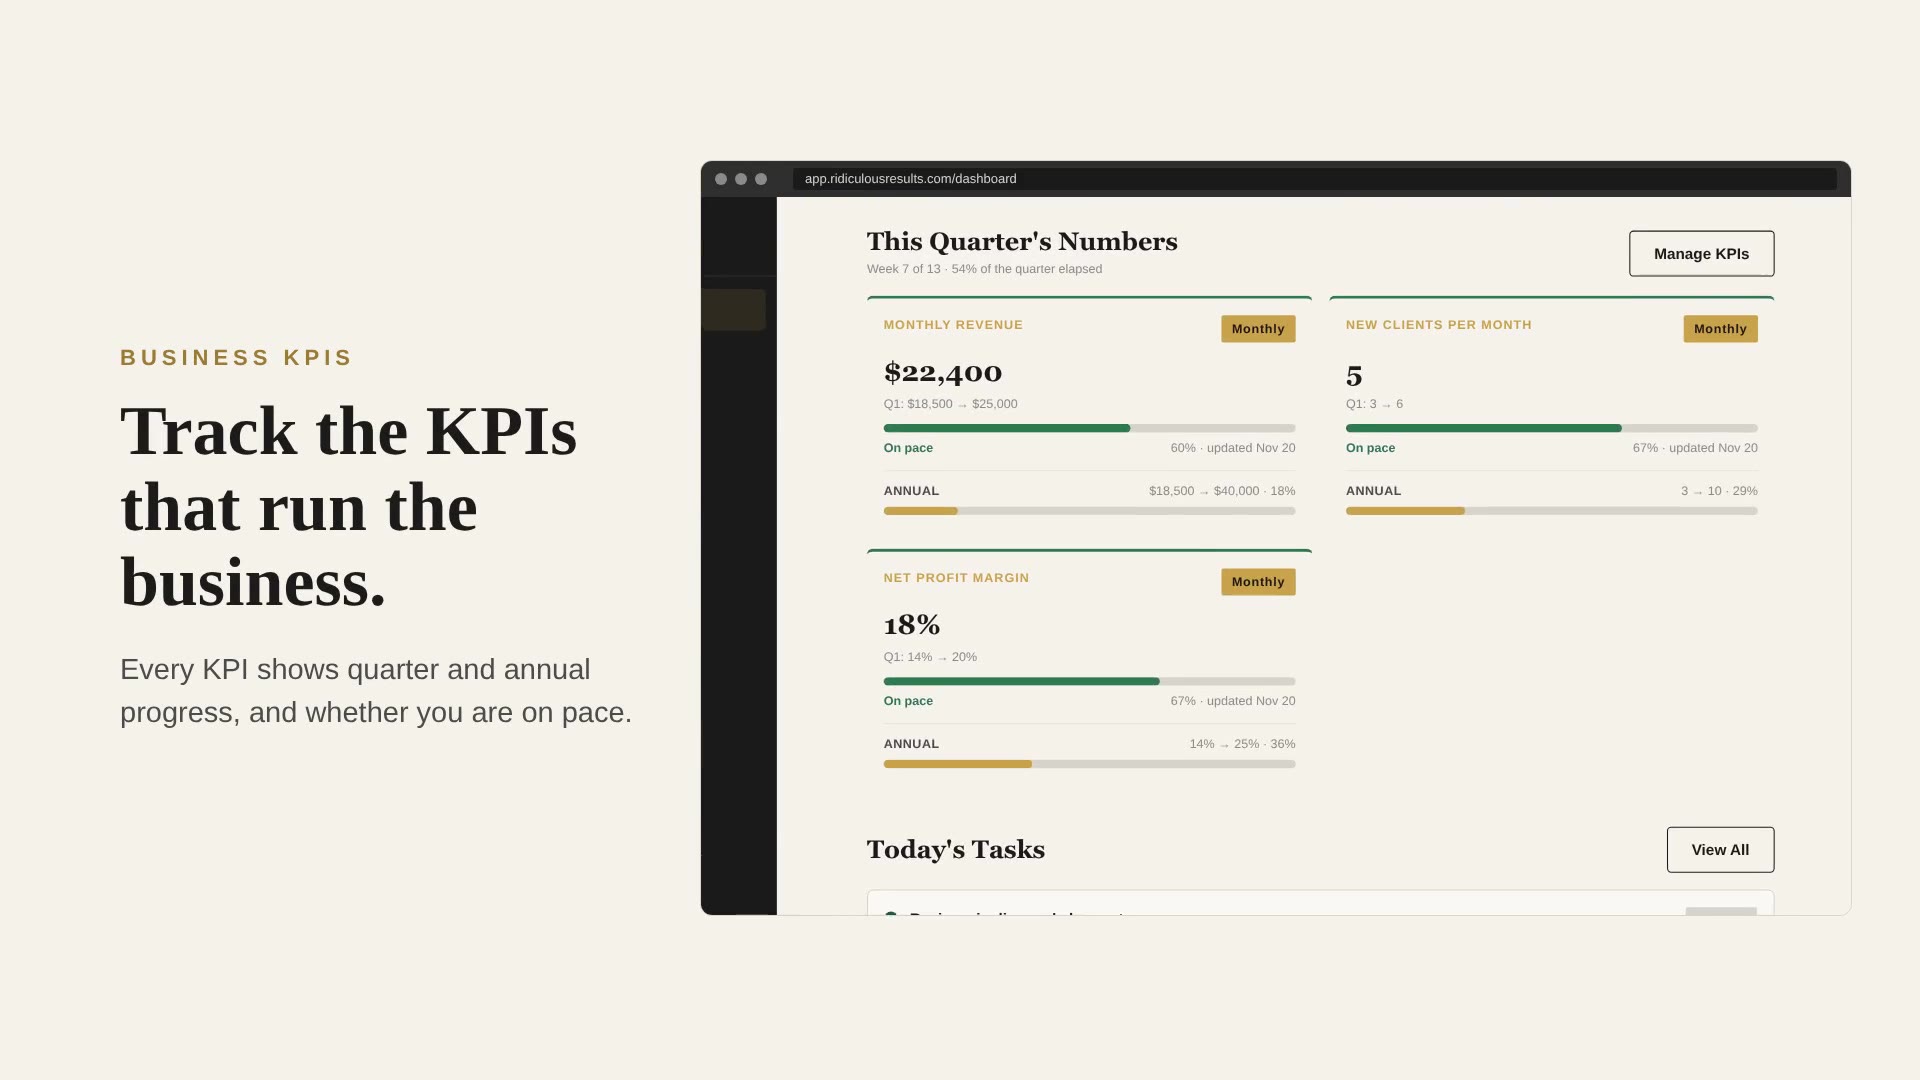 BUSINESS KPIS
Track the KPIs
that run the
business.
Every KPI shows quarter and annual
progress, and whether you are on pace.
app.ridiculousresults.com/dashboard
This Quarter's Numbers
Week 7 of 13 · 54% of the quarter elapsed
Manage KPIs
MONTHLY REVENUE
Monthly
$22,400
Q1: $18,500 → $25,000
On pace
60% · updated Nov 20
ANNUAL
$18,500 → $40,000 · 18%
NEW CLIENTS PER MONTH
Monthly
5
Q1: 3 → 6
On pace
67% · updated Nov 20
ANNUAL
3 → 10 · 29%
NET PROFIT MARGIN
Monthly
18%
Q1: 14% → 20%
On pace
67% · updated Nov 20
ANNUAL
14% → 25% · 36%
Today's Tasks
View All